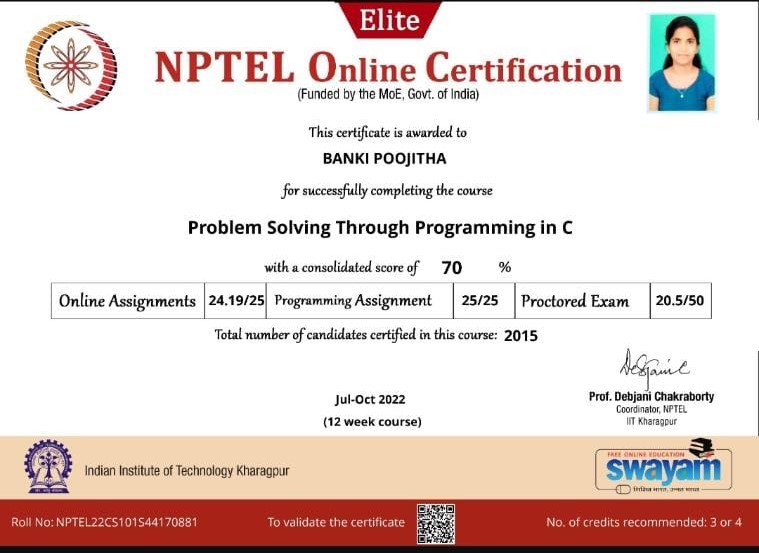 Elite
NPTEL Online Certification
(Funded by the MoE, Govt. of India)
This certificate is awarded to
BANKI POOJITHA
for successfully completing the course
Problem Solving Through Programming in C
with a consolidated score of 70 %
Online Assignments 24.19/25 Programming Assignment 25/25 Proctored Exam 20.5/50
Total number of candidates certified in this course: 2015
Jul-Oct 2022
(12 week course)
Prof. Debjani Chakraborty
Coordinator, NPTEL
IIT Kharagpur
Indian Institute of Technology Kharagpur
FREE ONLINE EDUCATION
swayam
शिक्षित भारत, उन्नत भारत
Roll No: NPTEL22CS101S44170881 To validate the certificate No. of credits recommended: 3 or 4